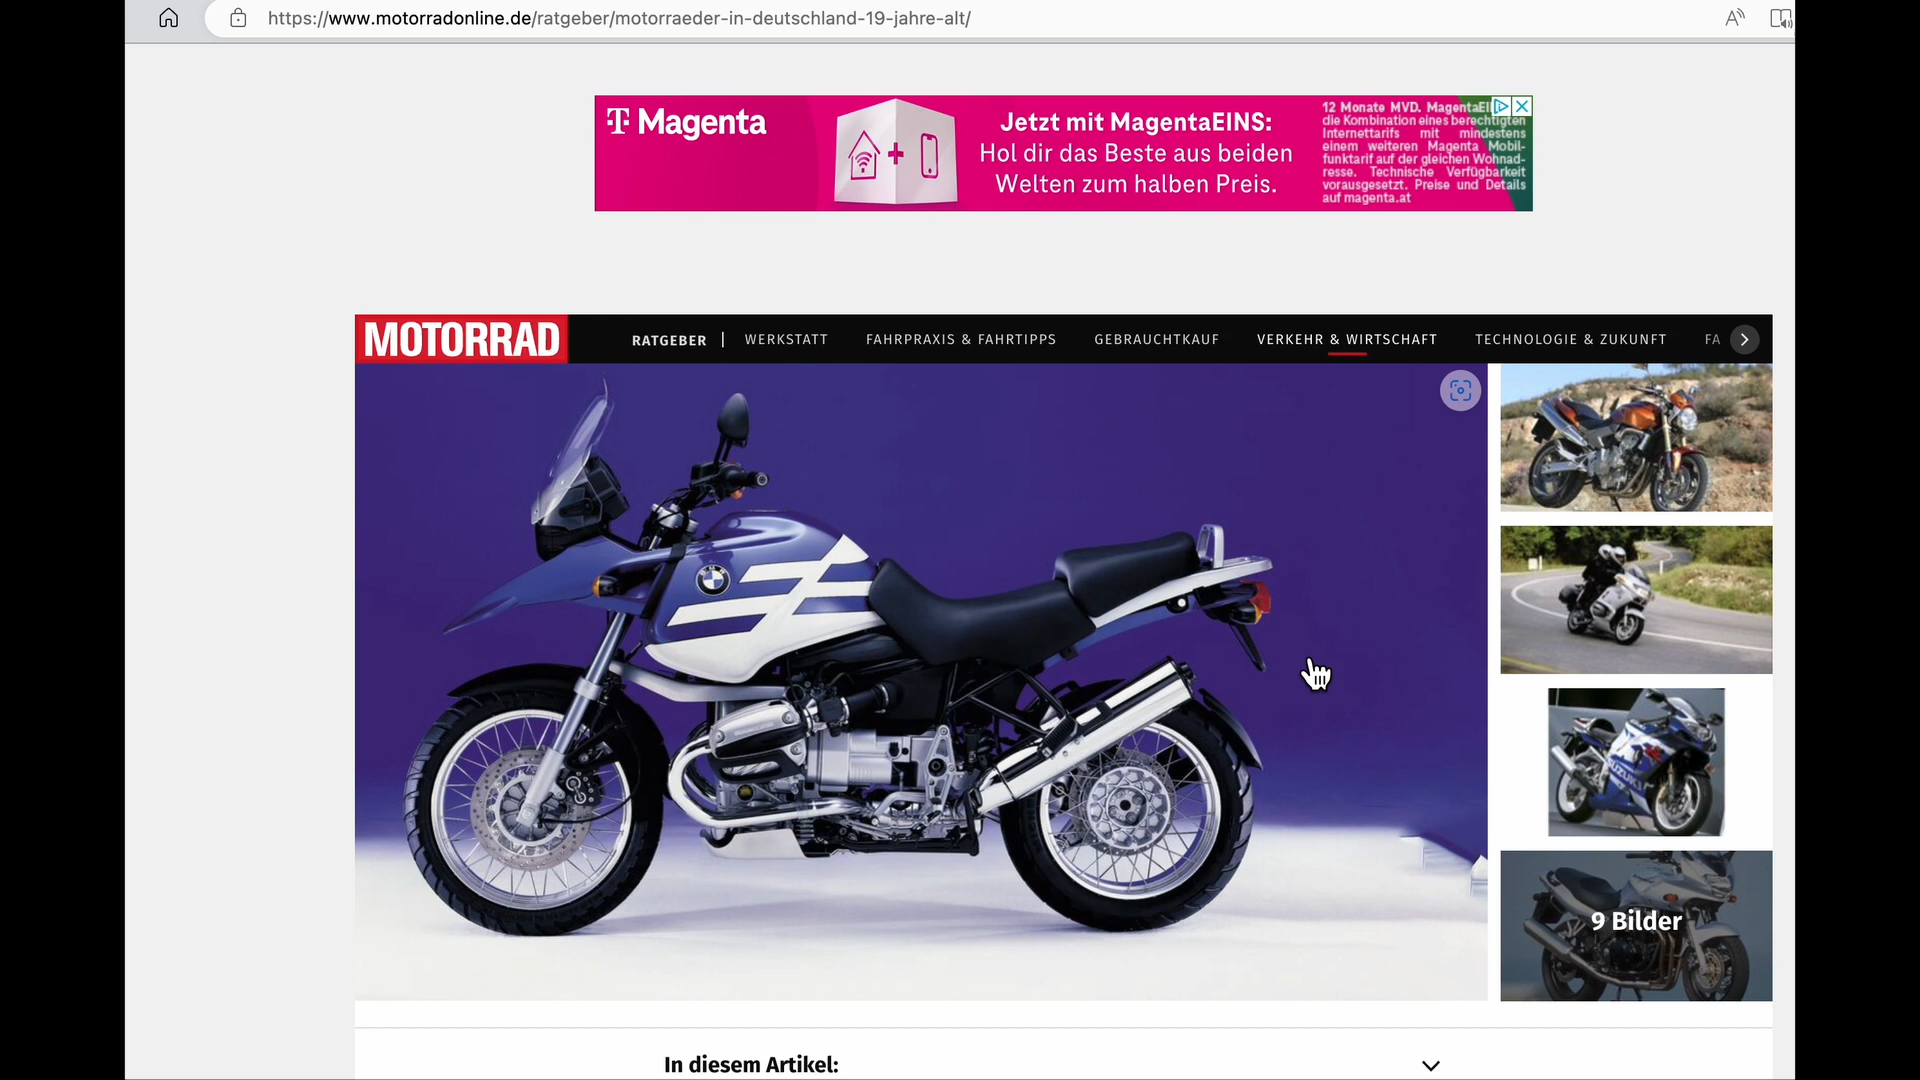 https://www.motorradonline.de/ratgeber/motorraeder-in-deutschland-19-jahre-alt/
T Magenta
Jetzt mit MagentaEINS:
Hol dir das Beste aus beiden
Welten zum halben Preis.
12 Monate MVD. MagentaEI
die Kombination eines berechtigten
Internettarifs mit mindestens
einem weiteren Magenta Mobil-
funktarif auf der gleichen Wohnad-
resse. Technische Verfügbarkeit
vorausgesetzt. Preise und Details
auf magenta.at
MOTORRAD
RATGEBER | WERKSTATT FAHRPRAXIS & FAHRTIPPS GEBRAUCHTKAUF VERKEHR & WIRTSCHAFT TECHNOLOGIE & ZUKUNFT FA
BMW
SUZUKI
9 Bilder
In diesem Artikel: